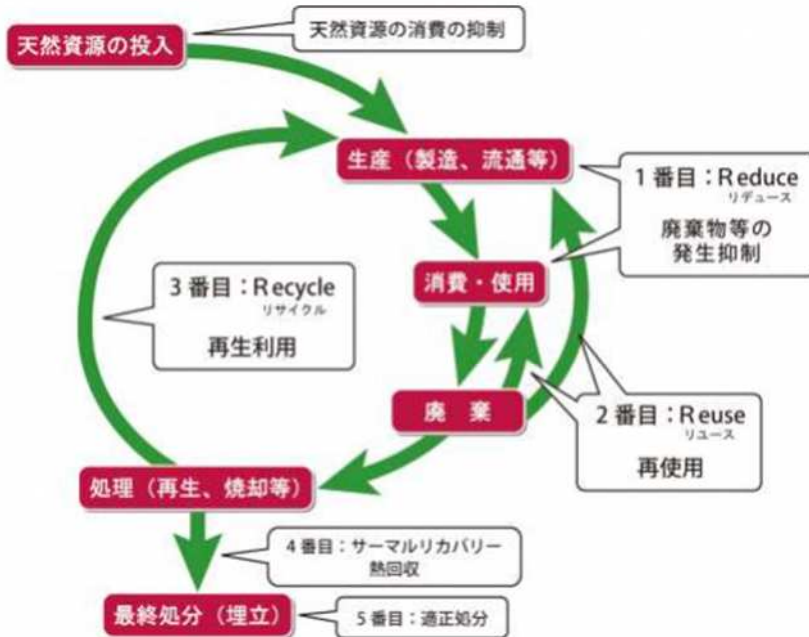 天然資源の投入
天然資源の消費の抑制
生産（製造、流通等）
1番目：Reduce
リデュース
廃棄物等の
発生抑制
消費・使用
3番目：Recycle
リサイクル
再生利用
廃　棄
2番目：Reuse
リユース
再使用
処理（再生、焼却等）
4番目：サーマルリカバリー
熱回収
最終処分（埋立）
5番目：適正処分